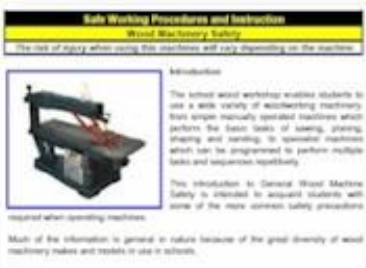 Safe Working Procedures and Instruction
Wood Machinery Safety
The risk of injury when using this machines will vary depending on the machine
Introduction
The school wood workshop enables students to
use a wide variety of woodworking machinery,
from simple manually operated machines which
perform the basic tasks of sawing, planing,
shaping and sanding, to specialist machines
which can be programmed to perform multiple
tasks and sequences repetitively.
This introduction to General Wood Machine
Safety is intended to acquaint students with
some of the more common safety precautions
required when operating machines.
Much of the information is general in nature because of the great diversity of wood
machinery makes and models in use in schools.